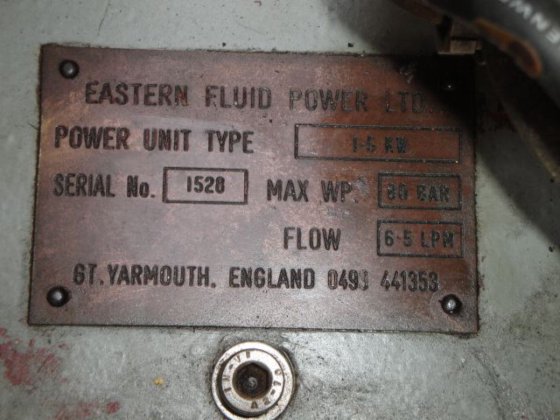 EASTERN FLUID POWER LTD
POWER UNIT TYPE 1·5 KW
SERIAL No. 1528 MAX WP. 80 BAR
FLOW 6·5 LPM
GT. YARMOUTH. ENGLAND 0493 441353